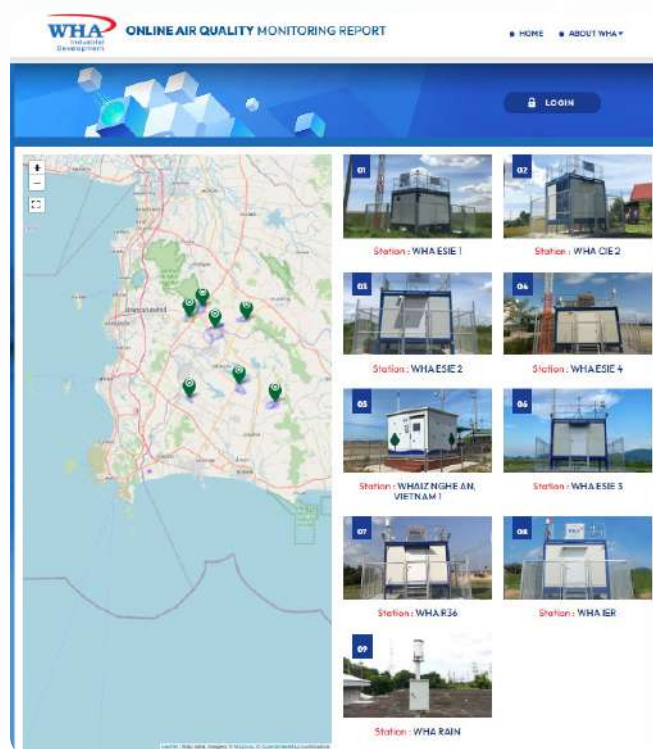 WHA
Industrial
Development
ONLINE AIR QUALITY MONITORING REPORT
HOME
ABOUT WHA
LOGIN
+
−
01
Station : WHA ESIE 1
02
Station : WHA CIE 2
03
Station : WHA ESIE 2
04
Station : WHA ESIE 4
05
Station : WHA IZ NGHE AN,
VIETNAM 1
06
Station : WHA ESIE 3
07
Station : WHA R36
08
Station : WHA IER
09
Station : WHA RAIN